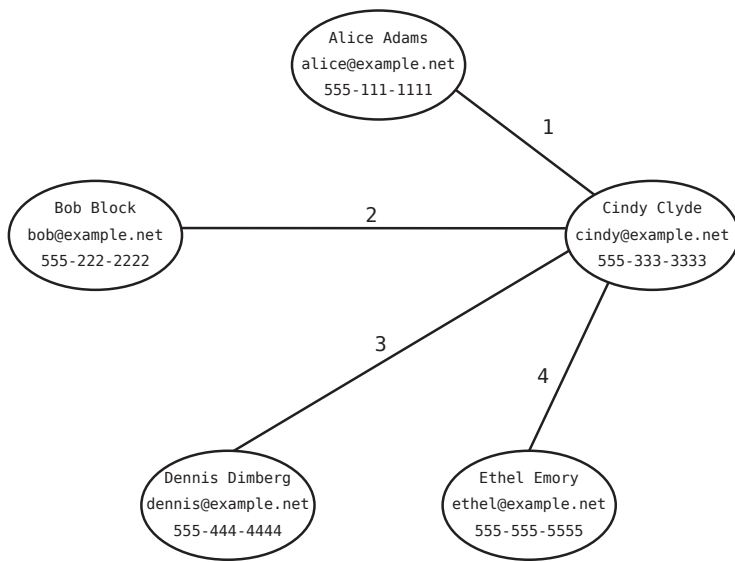 Alice Adams
alice@example.net
555-111-1111
1
Bob Block
bob@example.net
555-222-2222
2
Cindy Clyde
cindy@example.net
555-333-3333
3
4
Dennis Dimberg
dennis@example.net
555-444-4444
Ethel Emory
ethel@example.net
555-555-5555